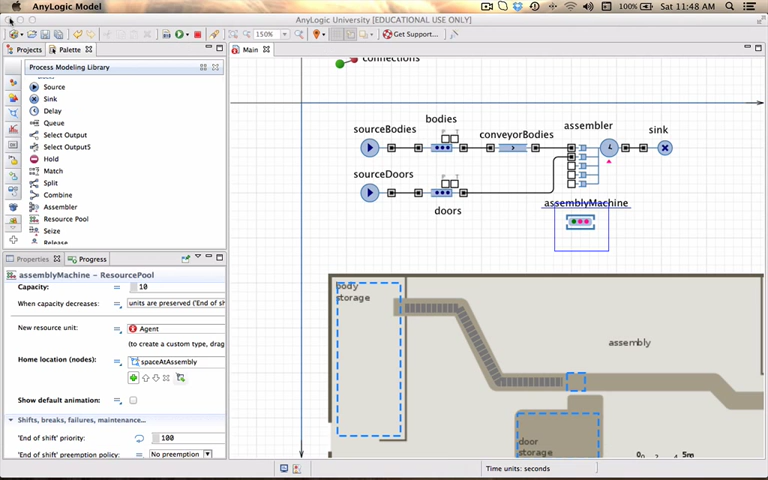 AnyLogic Model
100%
Sat 11:48 AM
AnyLogic University [EDUCATIONAL USE ONLY]
150%
Get Support...
Projects
Palette
Main
Process Modeling Library
Source
Sink
Delay
Queue
Select Output
Select Output5
Hold
Match
Split
Combine
Assembler
Resource Pool
Seize
Release
connections
sourceBodies
bodies
conveyorBodies
assembler
sink
sourceDoors
doors
assemblyMachine
Properties
Progress
assemblyMachine – ResourcePool
Capacity:
10
When capacity decreases:
units are preserved ('End of sh
New resource unit:
Agent
(to create a custom type, drag
Home location (nodes):
spaceAtAssembly
Show default animation:
Shifts, breaks, failures, maintenance...
'End of shift' priority:
100
'End of shift' preemption policy:
No preemption
body
storage
assembly
door
storage
0
5m
Time units: seconds